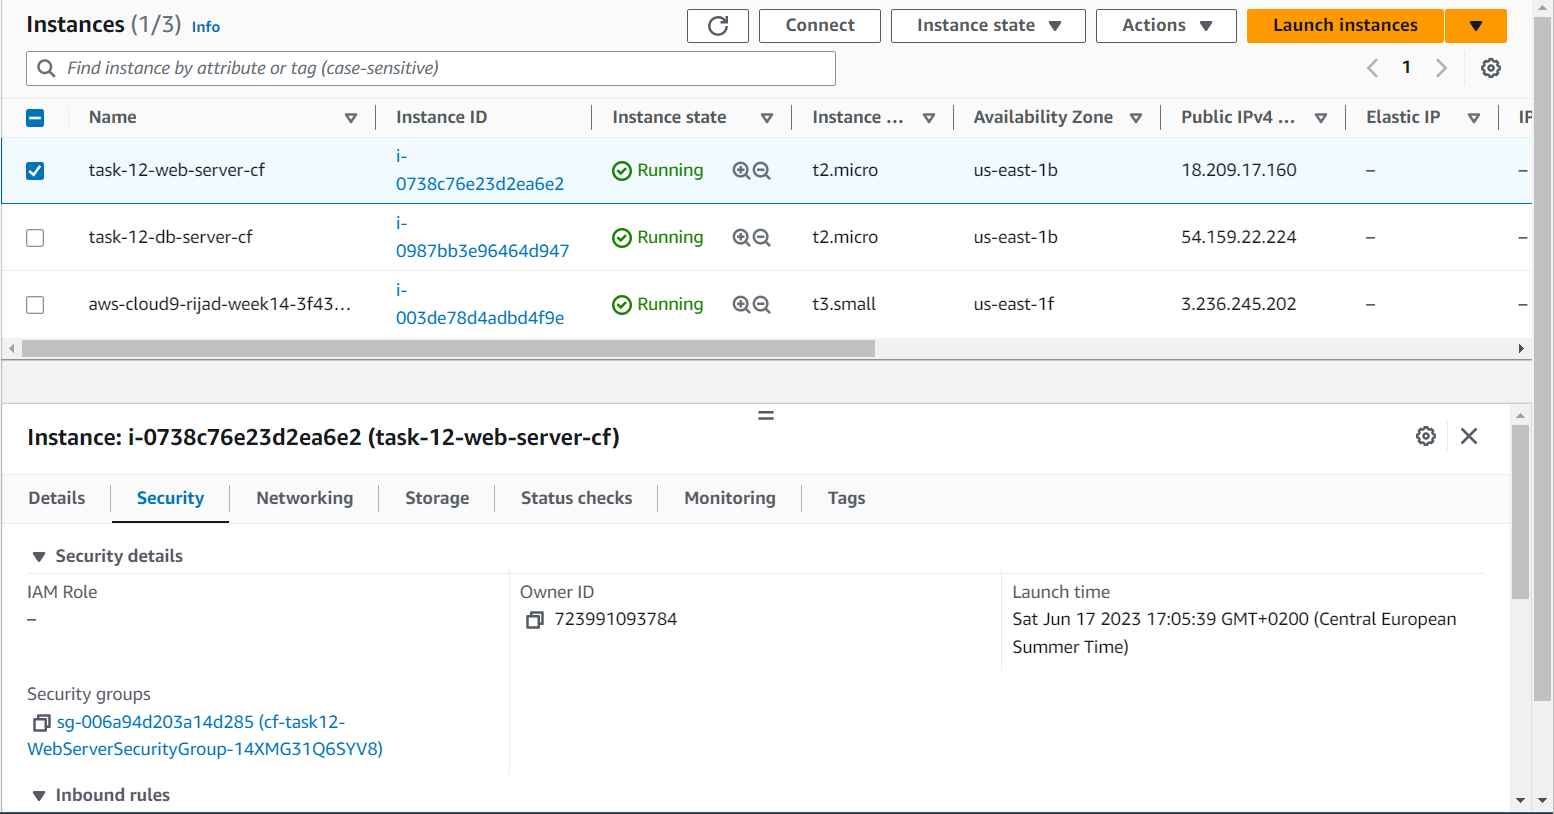 Instances (1/3) Info
Connect
Instance state
Actions
Launch instances
Find instance by attribute or tag (case-sensitive)
1
Name Instance ID Instance state Instance ... Availability Zone Public IPv4 ... Elastic IP IP
task-12-web-server-cf i-0738c76e23d2ea6e2 Running t2.micro us-east-1b 18.209.17.160 – –
task-12-db-server-cf i-0987bb3e96464d947 Running t2.micro us-east-1b 54.159.22.224 – –
aws-cloud9-rijad-week14-3f43... i-003de78d4adbd4f9e Running t3.small us-east-1f 3.236.245.202 – –
Instance: i-0738c76e23d2ea6e2 (task-12-web-server-cf)
Details Security Networking Storage Status checks Monitoring Tags
Security details
IAM Role
–
Owner ID
723991093784
Launch time
Sat Jun 17 2023 17:05:39 GMT+0200 (Central European
Summer Time)
Security groups
sg-006a94d203a14d285 (cf-task12-
WebServerSecurityGroup-14XMG31Q6SYV8)
Inbound rules